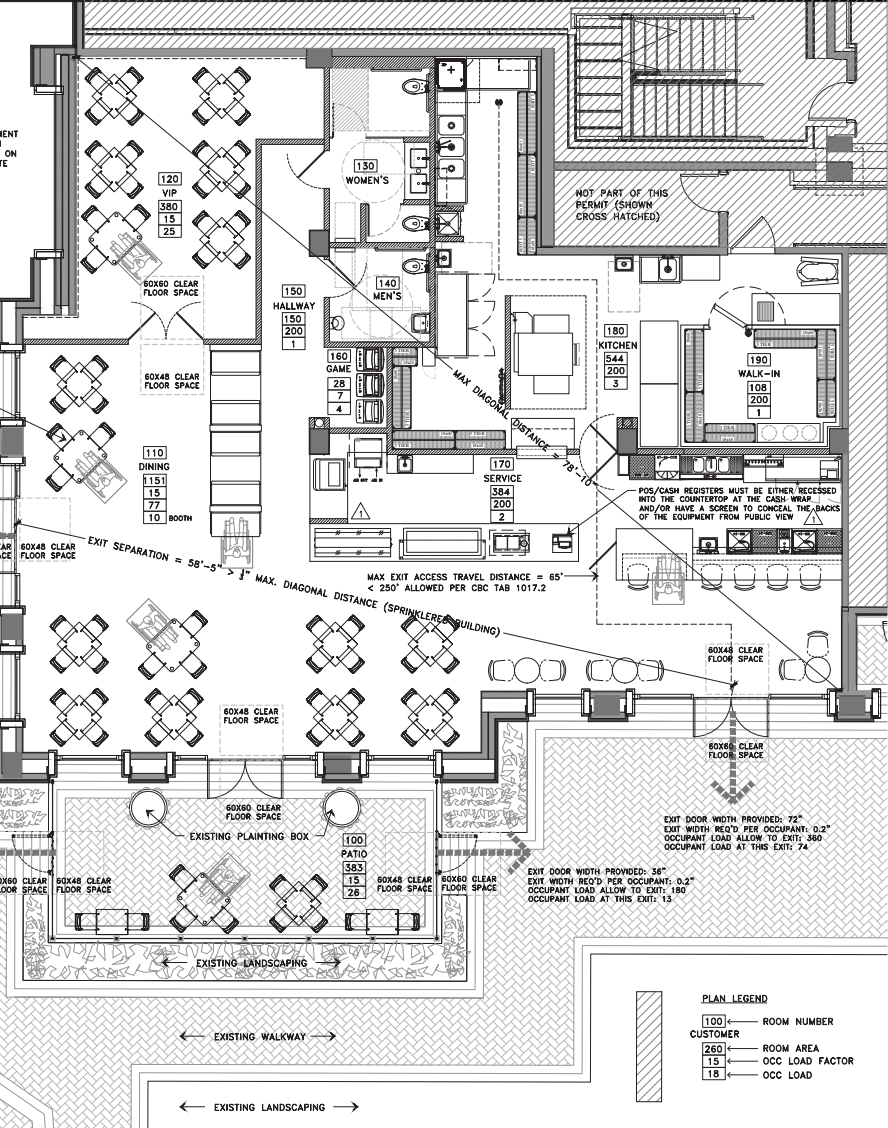 MENT
ON
TE
120
VIP
380
15
25
60X60 CLEAR
FLOOR SPACE
130
WOMEN'S
140
MEN'S
150
HALLWAY
150
200
1
NOT PART OF THIS
PERMIT (SHOWN
CROSS HATCHED)
180
KITCHEN
544
200
3
190
WALK-IN
108
200
1
160
GAME
28
7
4
60X48 CLEAR
FLOOR SPACE
MAX DIAGONAL DISTANCE = 78'-10"
110
DINING
1151
15
77
10 BOOTH
170
SERVICE
384
200
2
1
POS/CASH REGISTERS MUST BE EITHER RECESSED
INTO THE COUNTERTOP AT THE CASH WRAP
AND/OR HAVE A SCREEN TO CONCEAL THE BACKS
OF THE EQUIPMENT FROM PUBLIC VIEW
1
60X48 CLEAR
FLOOR SPACE
EXIT SEPARATION = 58'-5" > ⅓" MAX. DIAGONAL DISTANCE (SPRINKLERED BUILDING)
MAX EXIT ACCESS TRAVEL DISTANCE = 65'
< 250' ALLOWED PER CBC TAB 1017.2
60X48 CLEAR
FLOOR SPACE
60X48 CLEAR
FLOOR SPACE
60X60 CLEAR
FLOOR SPACE
60X60 CLEAR
FLOOR SPACE
EXISTING PLAINTING BOX
EXIT DOOR WIDTH PROVIDED: 72"
EXIT WIDTH REQ'D PER OCCUPANT: 0.2"
OCCUPANT LOAD ALLOW TO EXIT: 360
OCCUPANT LOAD AT THIS EXIT: 74
100
PATIO
383
15
26
60X48 CLEAR
FLOOR SPACE
60X48 CLEAR
FLOOR SPACE
60X60 CLEAR
FLOOR SPACE
EXIT DOOR WIDTH PROVIDED: 36"
EXIT WIDTH REQ'D PER OCCUPANT: 0.2"
OCCUPANT LOAD ALLOW TO EXIT: 180
OCCUPANT LOAD AT THIS EXIT: 13
EXISTING LANDSCAPING
EXISTING WALKWAY
EXISTING LANDSCAPING
PLAN LEGEND
100 ROOM NUMBER
CUSTOMER
260 ROOM AREA
15 OCC LOAD FACTOR
18 OCC LOAD